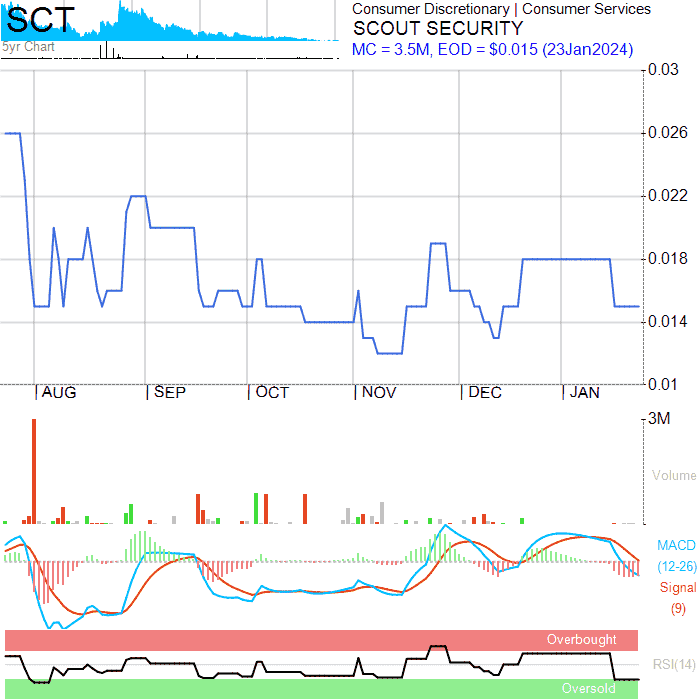 SCT
5yr Chart
Consumer Discretionary | Consumer Services
SCOUT SECURITY
MC = 3.5M, EOD = $0.015 (23Jan2024)
0.03
0.026
0.022
0.018
0.014
0.01
AUG
SEP
OCT
NOV
DEC
JAN
3M
Volume
MACD
(12-26)
Signal
(9)
Overbought
RSI(14)
Oversold